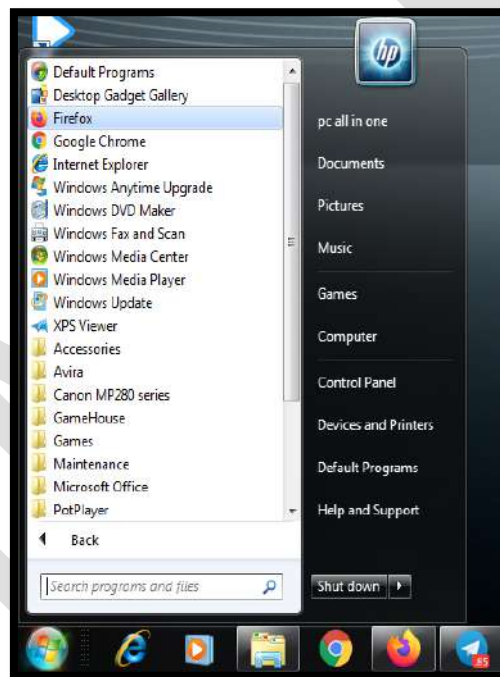 hp
Default Programs
Desktop Gadget Gallery
Firefox
Google Chrome
Internet Explorer
Windows Anytime Upgrade
Windows DVD Maker
Windows Fax and Scan
Windows Media Center
Windows Media Player
Windows Update
XPS Viewer
Accessories
Avira
Canon MP280 series
GameHouse
Games
Maintenance
Microsoft Office
PotPlayer
Back
Search programs and files
pc all in one
Documents
Pictures
Music
Games
Computer
Control Panel
Devices and Printers
Default Programs
Help and Support
Shut down
85